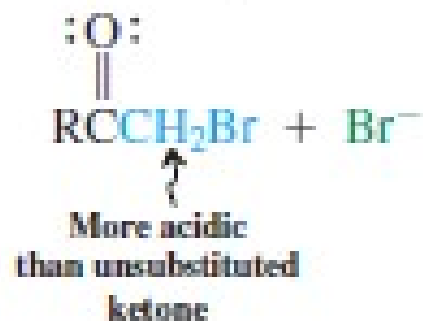 :O:
||
RCCH₂Br + Br⁻
More acidic
than unsubstituted
ketone